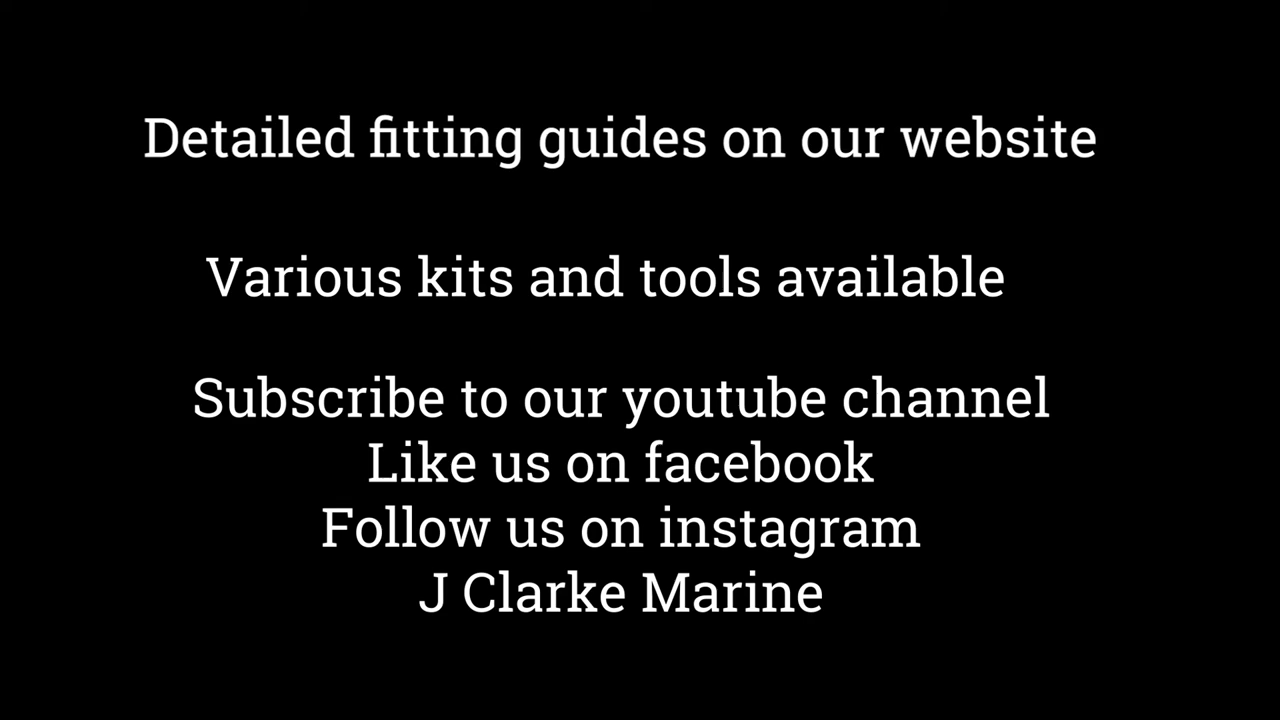 Detailed fitting guides on our website
Various kits and tools available
Subscribe to our youtube channel
Like us on facebook
Follow us on instagram
J Clarke Marine